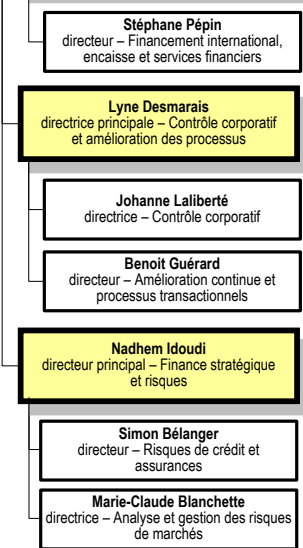 Stéphane Pépin
directeur – Financement international,
encaisse et services financiers
Lyne Desmarais
directrice principale – Contrôle corporatif
et amélioration des processus
Johanne Laliberté
directrice – Contrôle corporatif
Benoit Guérard
directeur – Amélioration continue et
processus transactionnels
Nadhem Idoudi
directeur principal – Finance stratégique
et risques
Simon Bélanger
directeur – Risques de crédit et
assurances
Marie-Claude Blanchette
directrice – Analyse et gestion des risques
de marchés